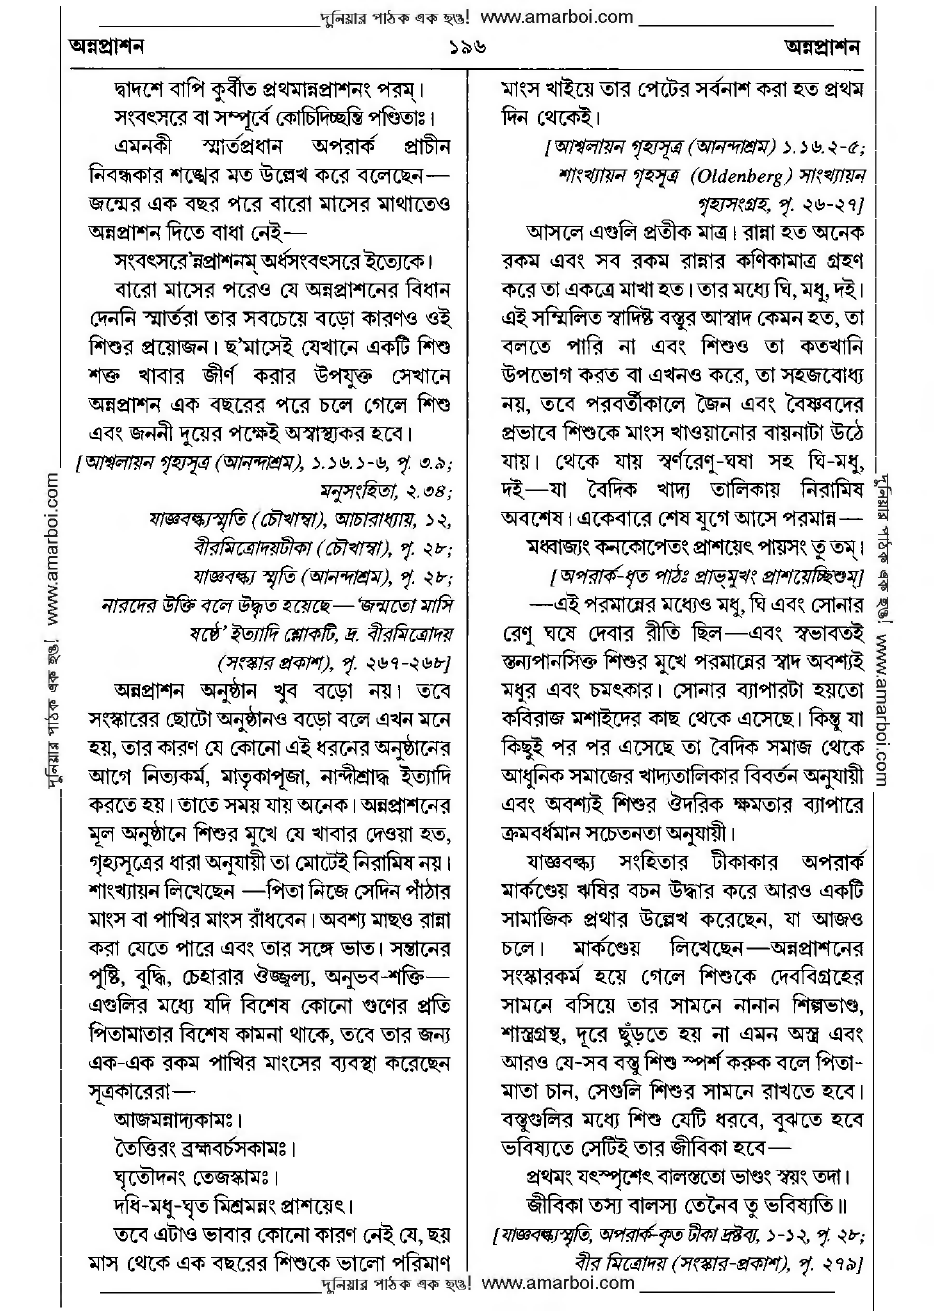 দুনিয়ার পাঠক এক হও! www.amarboi.com
অন্নপ্রাশন ১৯৬ অন্নপ্রাশন
দ্বাদশে বাপি কুর্বীত প্রথমান্নপ্রাশনং পরম্।
সংবৎসরে বা সম্পূর্বে কোচিদিচ্ছন্তি পণ্ডিতাঃ।
এমনকী স্মার্তপ্রধান অপরার্ক প্রাচীন
নিবন্ধকার শঙ্খের মত উল্লেখ করে বলেছেন—
জন্মের এক বছর পরে বারো মাসের মাথাতেও
অন্নপ্রাশন দিতে বাধা নেই—
সংবৎসরে'ন্নপ্রাশনম্ অর্ধসংবৎসরে ইত্যেকে।
বারো মাসের পরেও যে অন্নপ্রাশনের বিধান
দেননি স্মার্তরা তার সবচেয়ে বড়ো কারণও ওই
শিশুর প্রয়োজন। ছ'মাসেই যেখানে একটি শিশু
শক্ত খাবার জীর্ণ করার উপযুক্ত সেখানে
অন্নপ্রাশন এক বছরের পরে চলে গেলে শিশু
এবং জননী দুয়ের পক্ষেই অস্বাস্থ্যকর হবে।
[আশ্বলায়ন গৃহ্যসূত্র (আনন্দাশ্রম), ১.১৬.১-৬, পৃ. ৩.৯;
মনুসংহিতা, ২.৩৪;
যাজ্ঞবল্ক্যস্মৃতি (চৌখাম্বা), আচারাধ্যায়, ১২,
বীরমিত্রোদয়টীকা (চৌখাম্বা), পৃ. ২৮;
যাজ্ঞবল্ক্য স্মৃতি (আনন্দাশ্রম), পৃ. ২৮;
নারদের উক্তি বলে উদ্ধৃত হয়েছে—'জন্মতো মাসি
ষষ্ঠে' ইত্যাদি শ্লোকটি, দ্র. বীরমিত্রোদয়
(সংস্কার প্রকাশ), পৃ. ২৬৭-২৬৮]
অন্নপ্রাশন অনুষ্ঠান খুব বড়ো নয়। তবে
সংস্কারের ছোটো অনুষ্ঠানও বড়ো বলে এখন মনে
হয়, তার কারণ যে কোনো এই ধরনের অনুষ্ঠানের
আগে নিত্যকর্ম, মাতৃকাপূজা, নান্দীশ্রাদ্ধ ইত্যাদি
করতে হয়। তাতে সময় যায় অনেক। অন্নপ্রাশনের
মূল অনুষ্ঠানে শিশুর মুখে যে খাবার দেওয়া হত,
গৃহ্যসূত্রের ধারা অনুযায়ী তা মোটেই নিরামিষ নয়।
শাংখ্যায়ন লিখেছেন —পিতা নিজে সেদিন পাঁঠার
মাংস বা পাখির মাংস রাঁধবেন। অবশ্য মাছও রান্না
করা যেতে পারে এবং তার সঙ্গে ভাত। সন্তানের
পুষ্টি, বুদ্ধি, চেহারার ঔজ্জ্বল্য, অনুভব-শক্তি—
এগুলির মধ্যে যদি বিশেষ কোনো গুণের প্রতি
পিতামাতার বিশেষ কামনা থাকে, তবে তার জন্য
এক-এক রকম পাখির মাংসের ব্যবস্থা করেছেন
সূত্রকারেরা—
আজমন্নাদ্যকামঃ।
তৈত্তিরং ব্রহ্মবর্চসকামঃ।
ঘৃতৌদনং তেজস্কামঃ।
দধি-মধু-ঘৃত মিশ্রমন্নং প্রাশয়েৎ।
তবে এটাও ভাবার কোনো কারণ নেই যে, ছয়
মাস থেকে এক বছরের শিশুকে ভালো পরিমাণ
মাংস খাইয়ে তার পেটের সর্বনাশ করা হত প্রথম
দিন থেকেই।
[আশ্বলায়ন গৃহ্যসূত্র (আনন্দাশ্রম) ১.১৬.২-৫;
শাংখ্যায়ন গৃহসূত্র (Oldenberg) সাংখ্যায়ন
গৃহ্যসংগ্রহ, পৃ. ২৬-২৭]
আসলে এগুলি প্রতীক মাত্র। রান্না হত অনেক
রকম এবং সব রকম রান্নার কণিকামাত্র গ্রহণ
করে তা একত্রে মাখা হত। তার মধ্যে ঘি, মধু, দই।
এই সম্মিলিত স্বাদিষ্ট বস্তুর আস্বাদ কেমন হত, তা
বলতে পারি না এবং শিশুও তা কতখানি
উপভোগ করত বা এখনও করে, তা সহজবোধ্য
নয়, তবে পরবর্তীকালে জৈন এবং বৈষ্ণবদের
প্রভাবে শিশুকে মাংস খাওয়ানোর বায়নাটা উঠে
যায়। থেকে যায় স্বর্ণরেণু-ঘষা সহ ঘি-মধু,
দই—যা বৈদিক খাদ্য তালিকায় নিরামিষ
অবশেষ। একেবারে শেষ যুগে আসে পরমান্ন—
মধ্বাজ্যং কনকোপেতং প্রাশয়েৎ পায়সং তু তম্।
[অপরার্ক-ধৃত পাঠঃ প্রাঙ্মুখং প্রাশয়েচ্ছিশুম্]
—এই পরমান্নের মধ্যেও মধু, ঘি এবং সোনার
রেণু ঘষে দেবার রীতি ছিল—এবং স্বভাবতই
স্তন্যপানসিক্ত শিশুর মুখে পরমান্নের স্বাদ অবশ্যই
মধুর এবং চমৎকার। সোনার ব্যাপারটা হয়তো
কবিরাজ মশাইদের কাছ থেকে এসেছে। কিন্তু যা
কিছুই পর পর এসেছে তা বৈদিক সমাজ থেকে
আধুনিক সমাজের খাদ্যতালিকার বিবর্তন অনুযায়ী
এবং অবশ্যই শিশুর ঔদরিক ক্ষমতার ব্যাপারে
ক্রমবর্ধমান সচেতনতা অনুযায়ী।
যাজ্ঞবল্ক্য সংহিতার টীকাকার অপরার্ক
মার্কণ্ডেয় ঋষির বচন উদ্ধার করে আরও একটি
সামাজিক প্রথার উল্লেখ করেছেন, যা আজও
চলে। মার্কণ্ডেয় লিখেছেন—অন্নপ্রাশনের
সংস্কারকর্ম হয়ে গেলে শিশুকে দেববিগ্রহের
সামনে বসিয়ে তার সামনে নানান শিল্পভাণ্ড,
শাস্ত্রগ্রন্থ, দূরে ছুঁড়তে হয় না এমন অস্ত্র এবং
আরও যে-সব বস্তু শিশু স্পর্শ করুক বলে পিতা-
মাতা চান, সেগুলি শিশুর সামনে রাখতে হবে।
বস্তুগুলির মধ্যে শিশু যেটি ধরবে, বুঝতে হবে
ভবিষ্যতে সেটিই তার জীবিকা হবে—
প্রথমং যৎস্পৃশেৎ বালস্ততো ভাণ্ডং স্বয়ং তদা।
জীবিকা তস্য বালস্য তেনৈব তু ভবিষ্যতি॥
[যাজ্ঞবল্ক্যস্মৃতি, অপরার্ক-কৃত টীকা দ্রষ্টব্য, ১-১২, পৃ. ২৮;
বীর মিত্রোদয় (সংস্কার-প্রকাশ), পৃ. ২৭৯]
দুনিয়ার পাঠক এক হও! www.amarboi.com
দুনিয়ার পাঠক এক হও! www.amarboi.com
দুনিয়ার পাঠক এক হও! www.amarboi.com